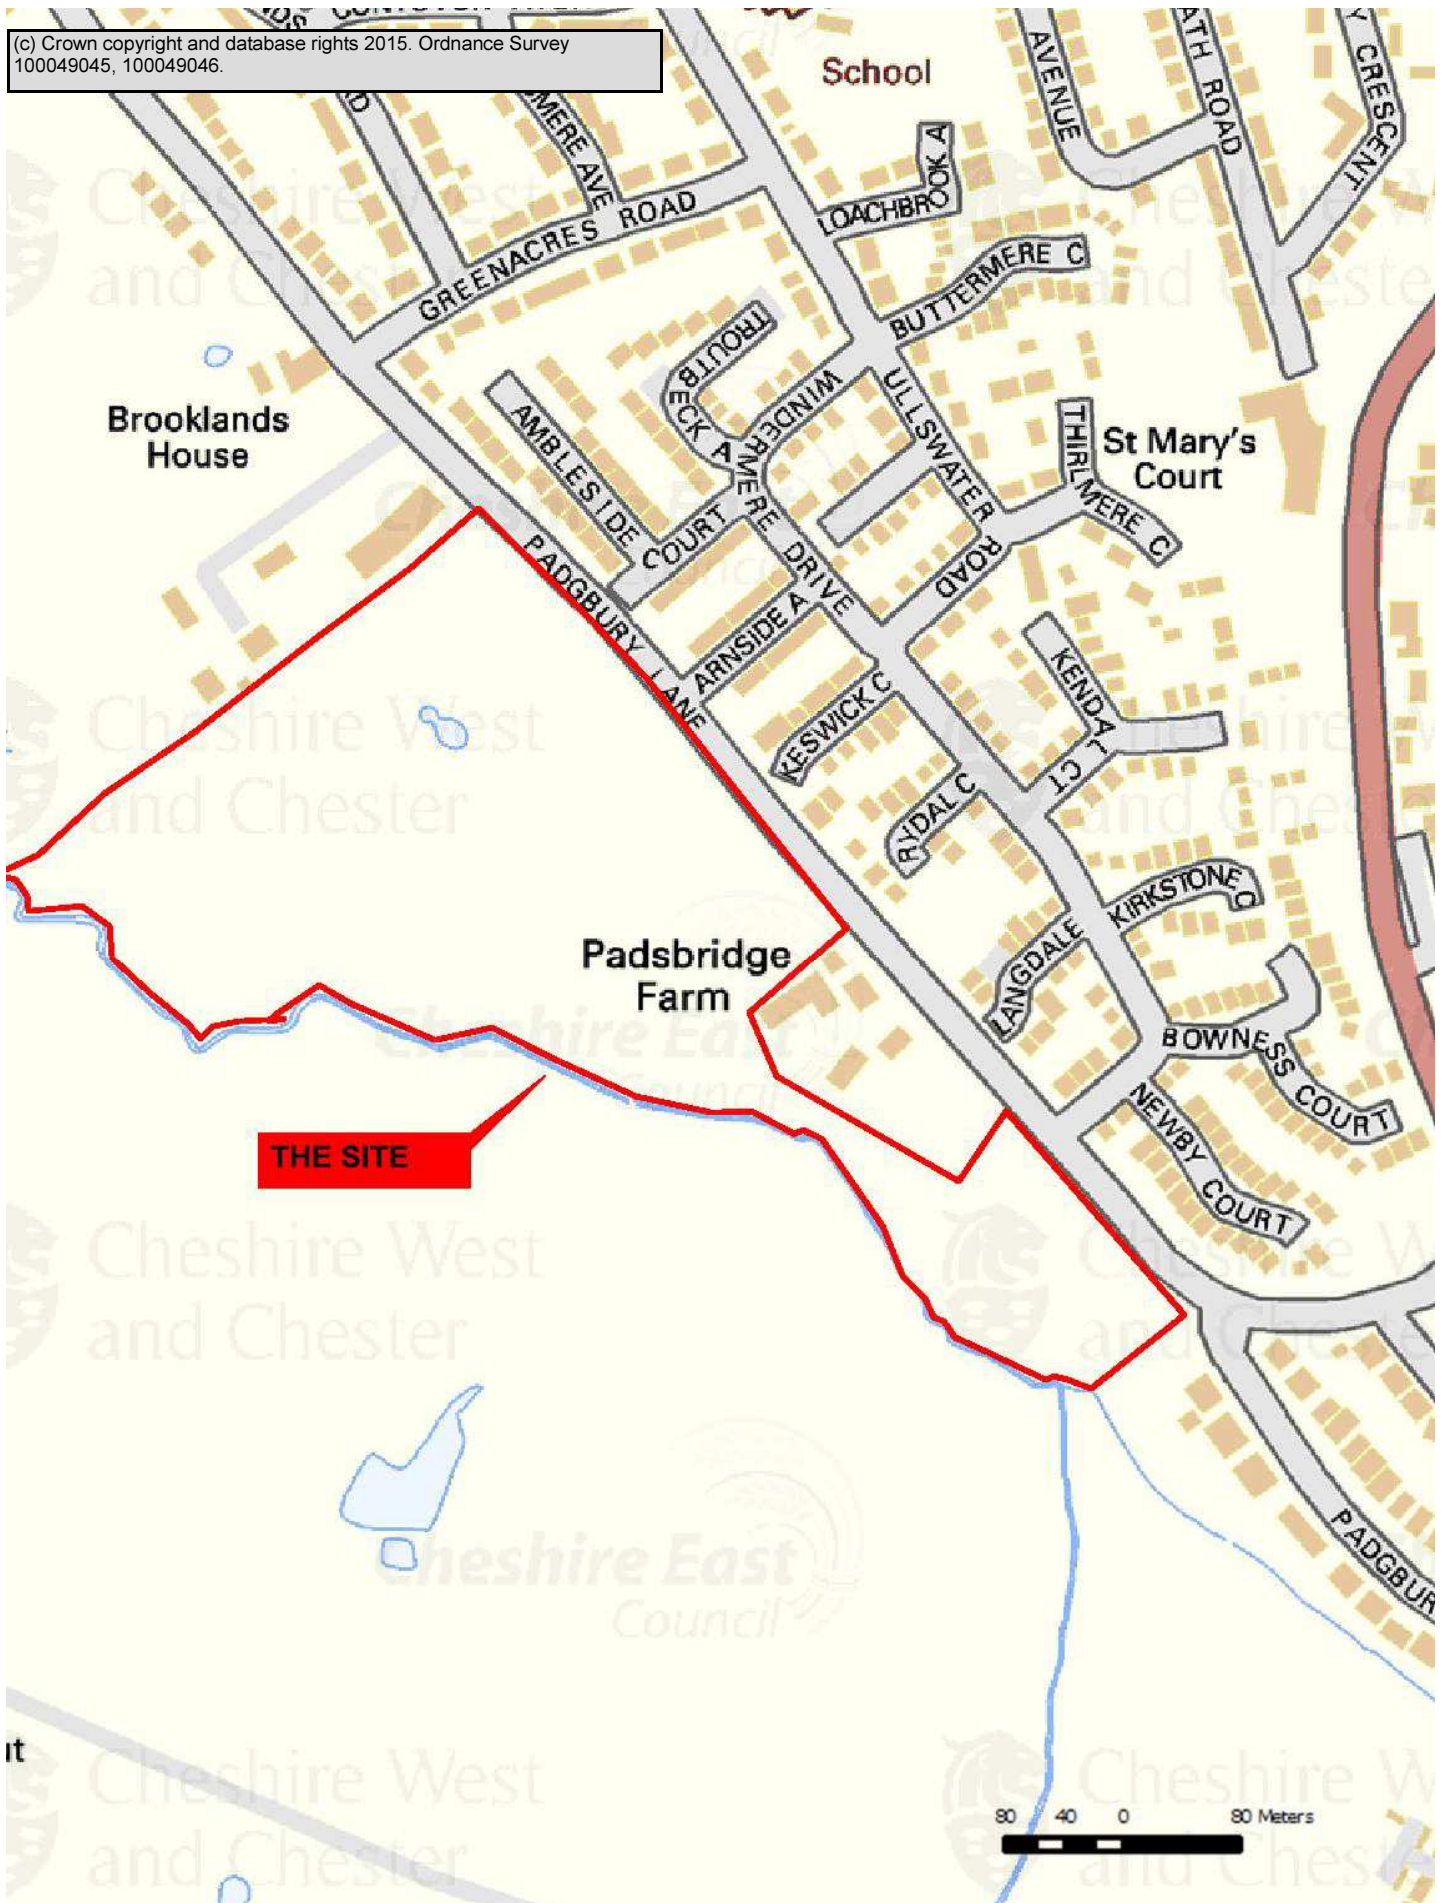 (c) Crown copyright and database rights 2015. Ordnance Survey
100049045, 100049046.
School
AVENUE
ATH ROAD
Y CRESCENT
MERE AVE
GREENACRES ROAD
LOACHBROOK A
BUTTERMERE C
TROUTBECK A
WINDERMERE DRIVE
ULLSWATER ROAD
AMBLESIDE COURT
THIRLMERE C
St Mary's
Court
Brooklands
House
PADGBURY LANE
ARNSIDE A
KESWICK C
KENDAL CT
RYDAL C
KIRKSTONE C
LANGDALE
Padsbridge
Farm
BOWNESS COURT
NEWBY COURT
THE SITE
PADGBUR
ut
80 40 0 80 Meters
Cheshire West
and Chester
Cheshire East
Council